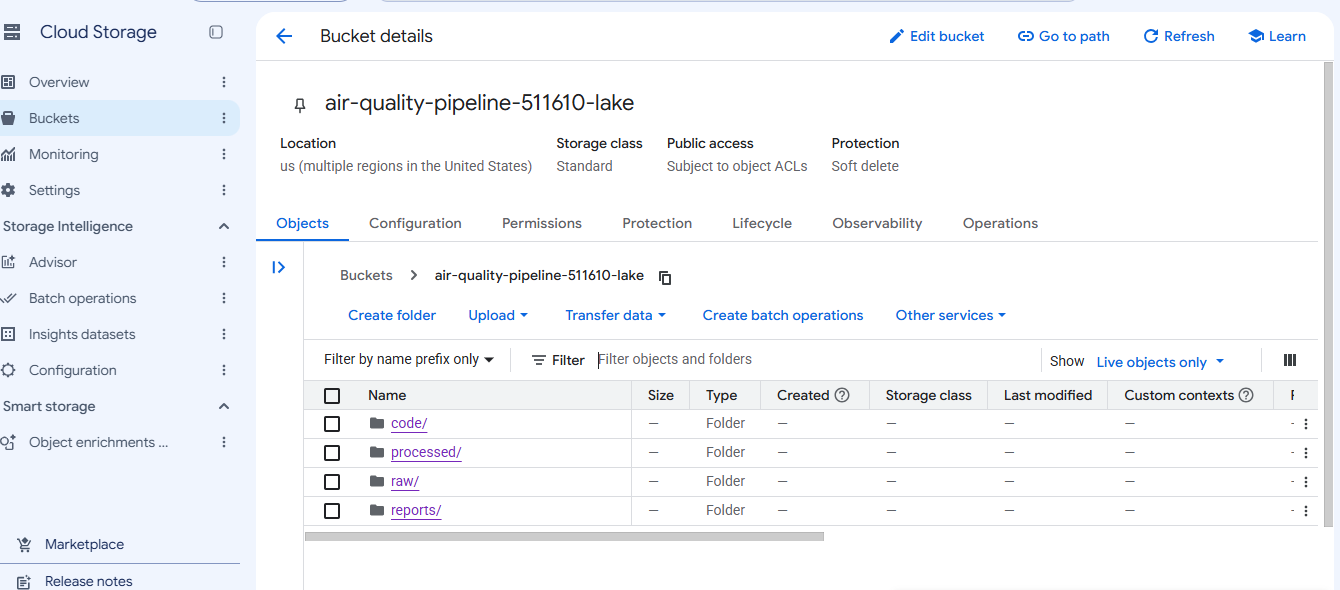 Cloud Storage
Overview
Buckets
Monitoring
Settings
Storage Intelligence
Advisor
Batch operations
Insights datasets
Configuration
Smart storage
Object enrichments ...
Marketplace
Release notes
Bucket details
Edit bucket Go to path Refresh Learn
air-quality-pipeline-511610-lake
Location Storage class Public access Protection
us (multiple regions in the United States) Standard Subject to object ACLs Soft delete
Objects Configuration Permissions Protection Lifecycle Observability Operations
Buckets > air-quality-pipeline-511610-lake
Create folder Upload Transfer data Create batch operations Other services
Filter by name prefix only Filter Filter objects and folders Show Live objects only
Name Size Type Created Storage class Last modified Custom contexts
code/ — Folder — — — —
processed/ — Folder — — — —
raw/ — Folder — — — —
reports/ — Folder — — — —